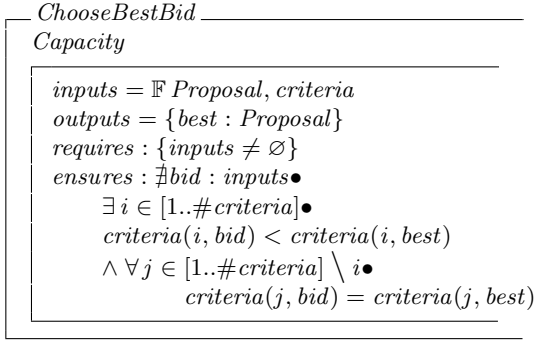 ChooseBestBid
Capacity
inputs = 𝔽 Proposal, criteria
outputs = {best : Proposal}
requires : {inputs ≠ ∅}
ensures : ∄bid : inputs•
∃ i ∈ [1..#criteria]•
criteria(i, bid) < criteria(i, best)
∧ ∀ j ∈ [1..#criteria] \ i•
criteria(j, bid) = criteria(j, best)